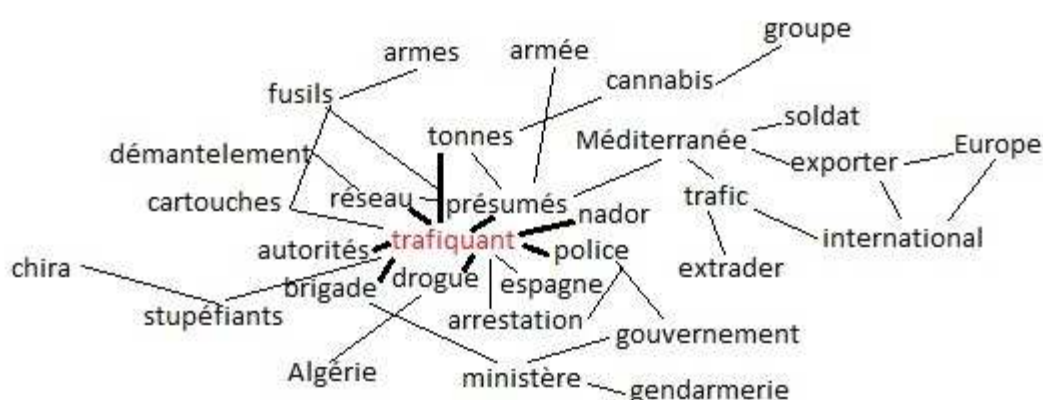 groupe
armes
armée
cannabis
fusils
soldat
tonnes
Méditerranée
Europe
démantelement
exporter
réseau
présumés
trafic
cartouches
nador
trafiquant
international
autorités
police
chira
drogue
espagne
extrader
brigade
stupéfiants
arrestation
gouvernement
Algérie
ministère
gendarmerie